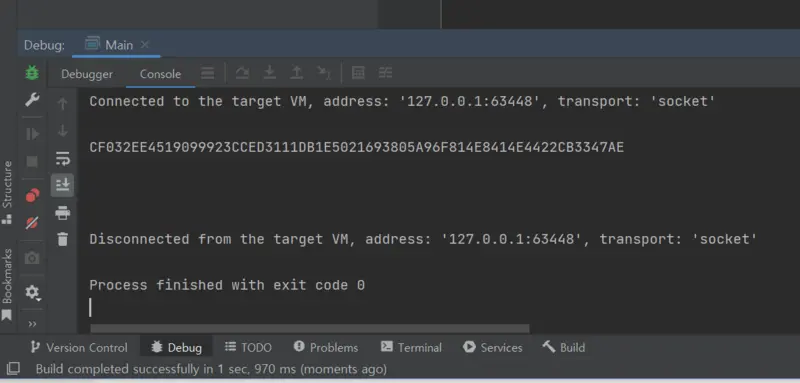 Debug: Main
Debugger Console
Connected to the target VM, address: '127.0.0.1:63448', transport: 'socket'
CF032EE4519099923CCED3111DB1E5021693805A96F814E8414E4422CB3347AE
Disconnected from the target VM, address: '127.0.0.1:63448', transport: 'socket'
Process finished with exit code 0
Structure
Bookmarks
Version Control Debug TODO Problems Terminal Services Build
Build completed successfully in 1 sec, 970 ms (moments ago)